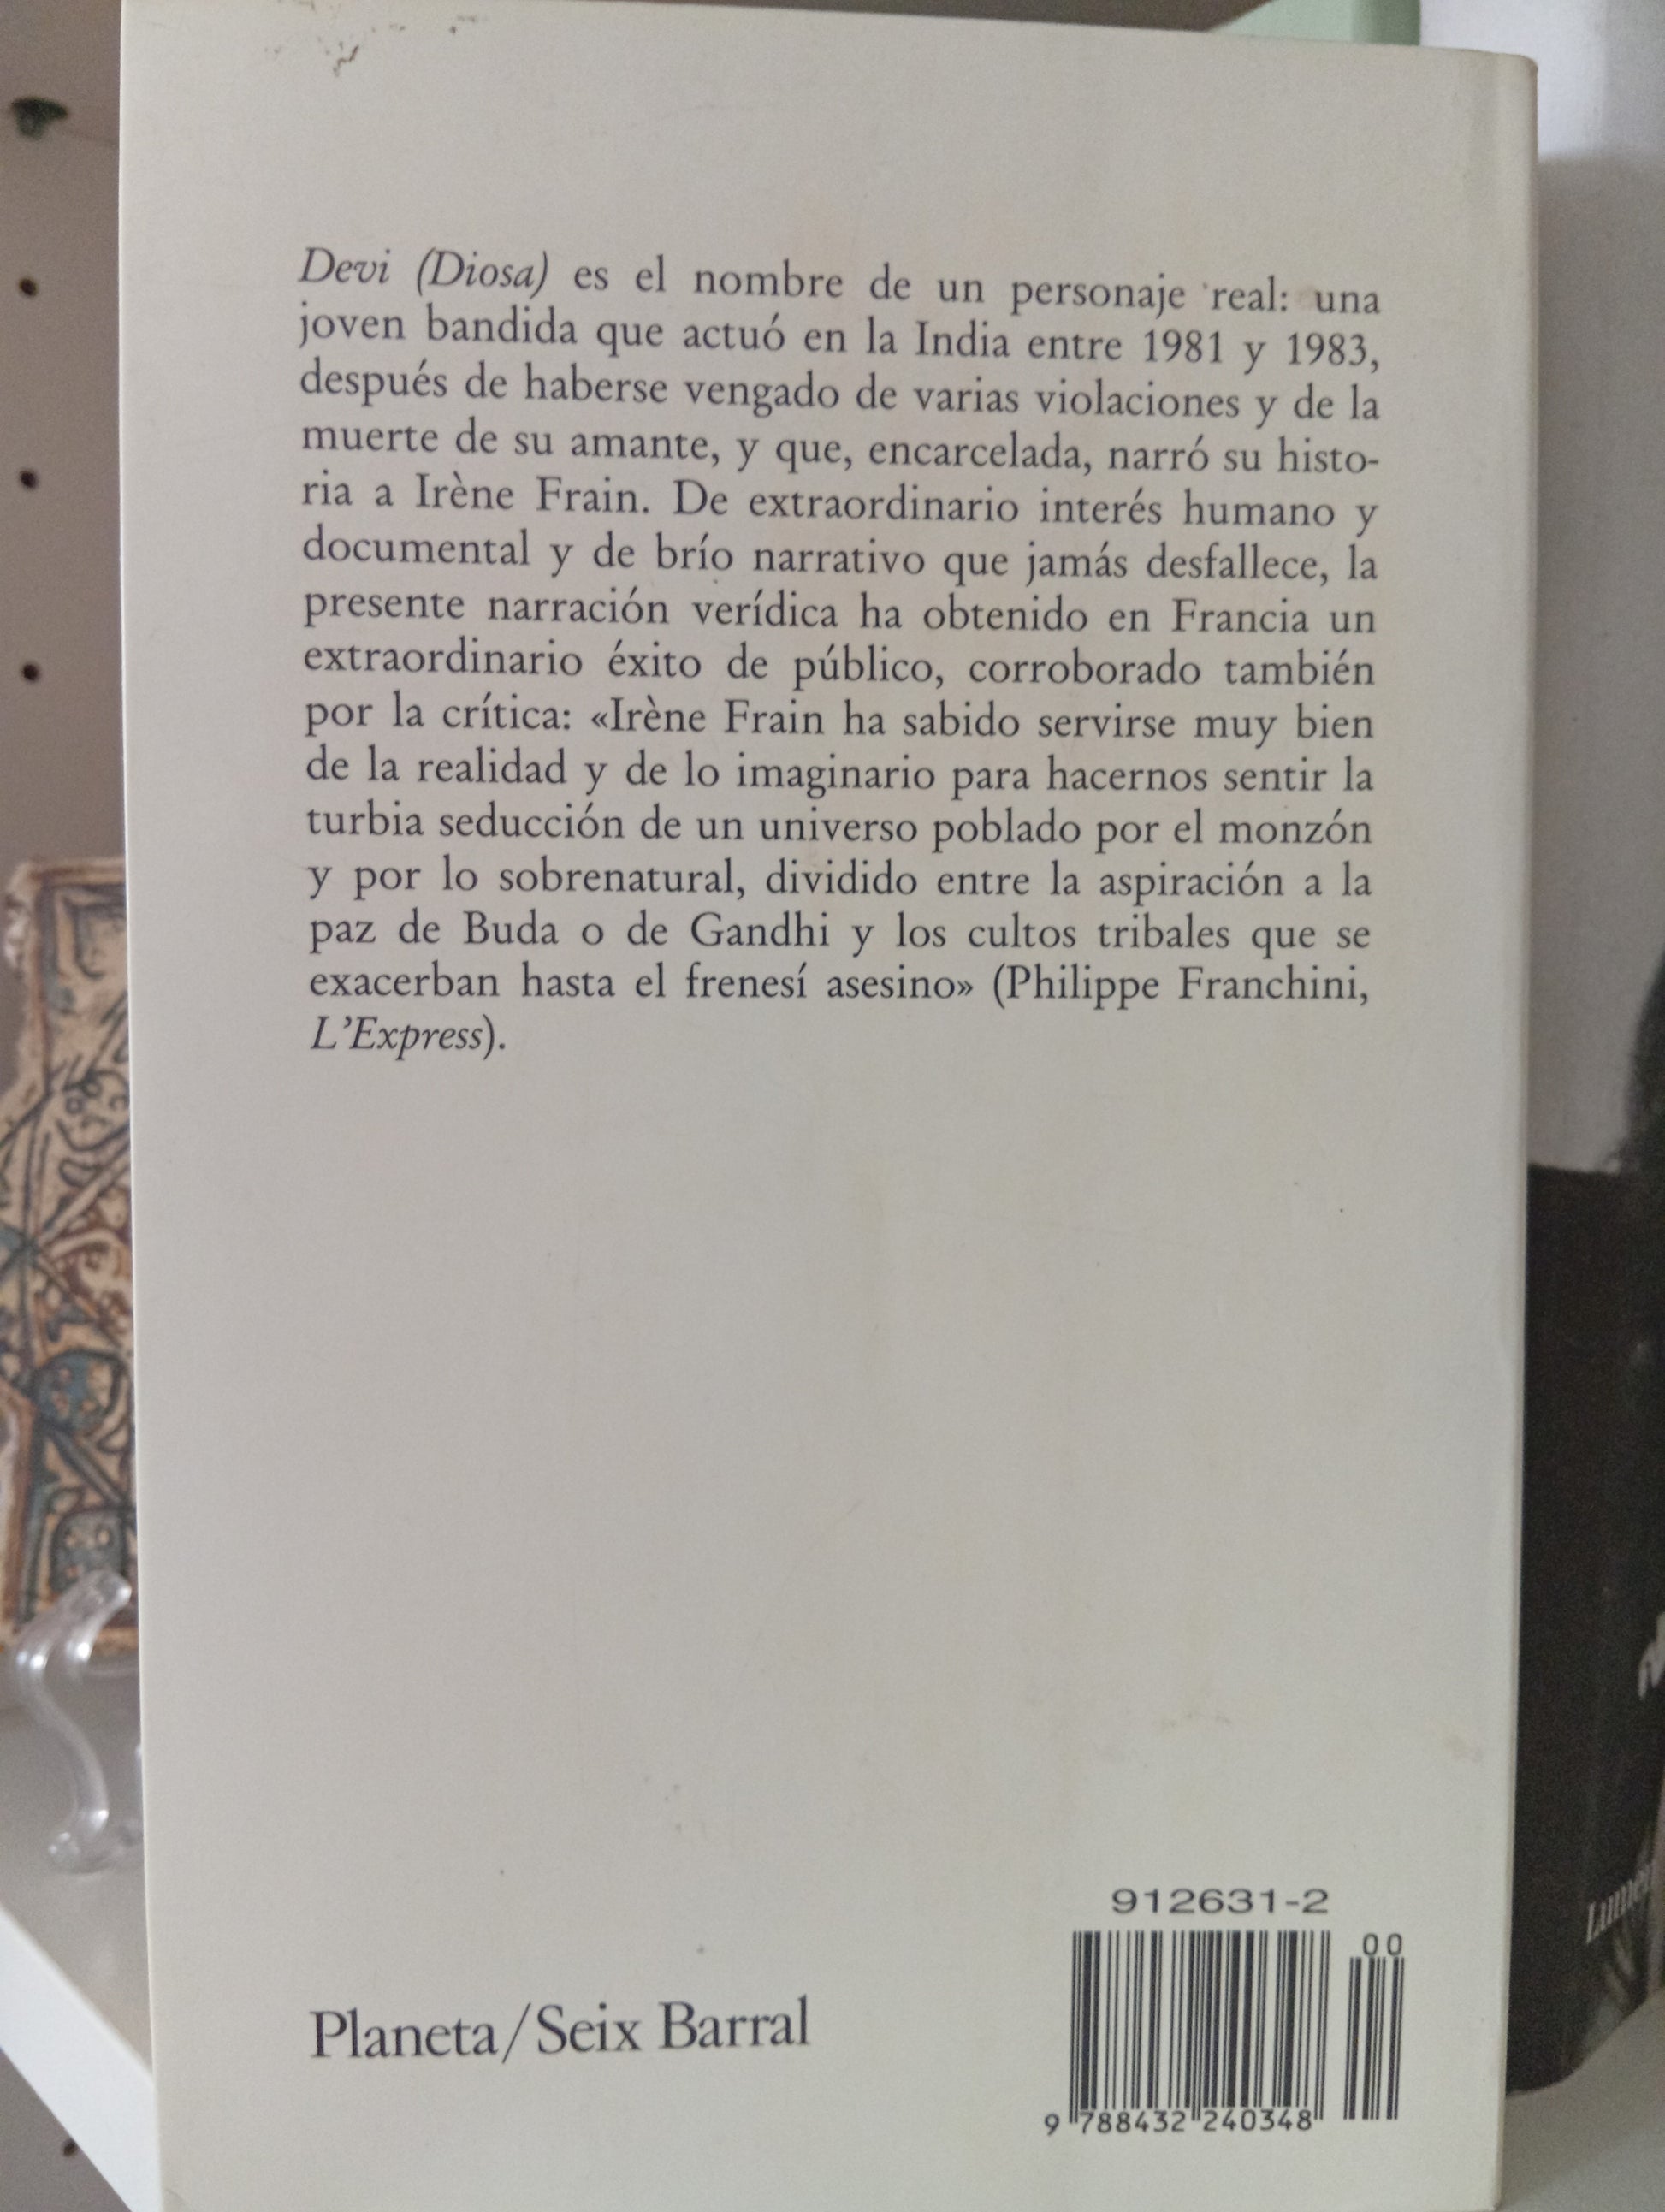 Devi (Diosa) es el nombre de un personaje real: una
joven bandida que actuó en la India entre 1981 y 1983,
después de haberse vengado de varias violaciones y de la
muerte de su amante, y que, encarcelada, narró su histo-
ria a Irène Frain. De extraordinario interés humano y
documental y de brío narrativo que jamás desfallece, la
presente narración verídica ha obtenido en Francia un
extraordinario éxito de público, corroborado también
por la crítica: «Irène Frain ha sabido servirse muy bien
de la realidad y de lo imaginario para hacernos sentir la
turbia seducción de un universo poblado por el monzón
y por lo sobrenatural, dividido entre la aspiración a la
paz de Buda o de Gandhi y los cultos tribales que se
exacerban hasta el frenesí asesino» (Philippe Franchini,
L'Express).
912631-2
00
Planeta/Seix Barral
9 788432 240348